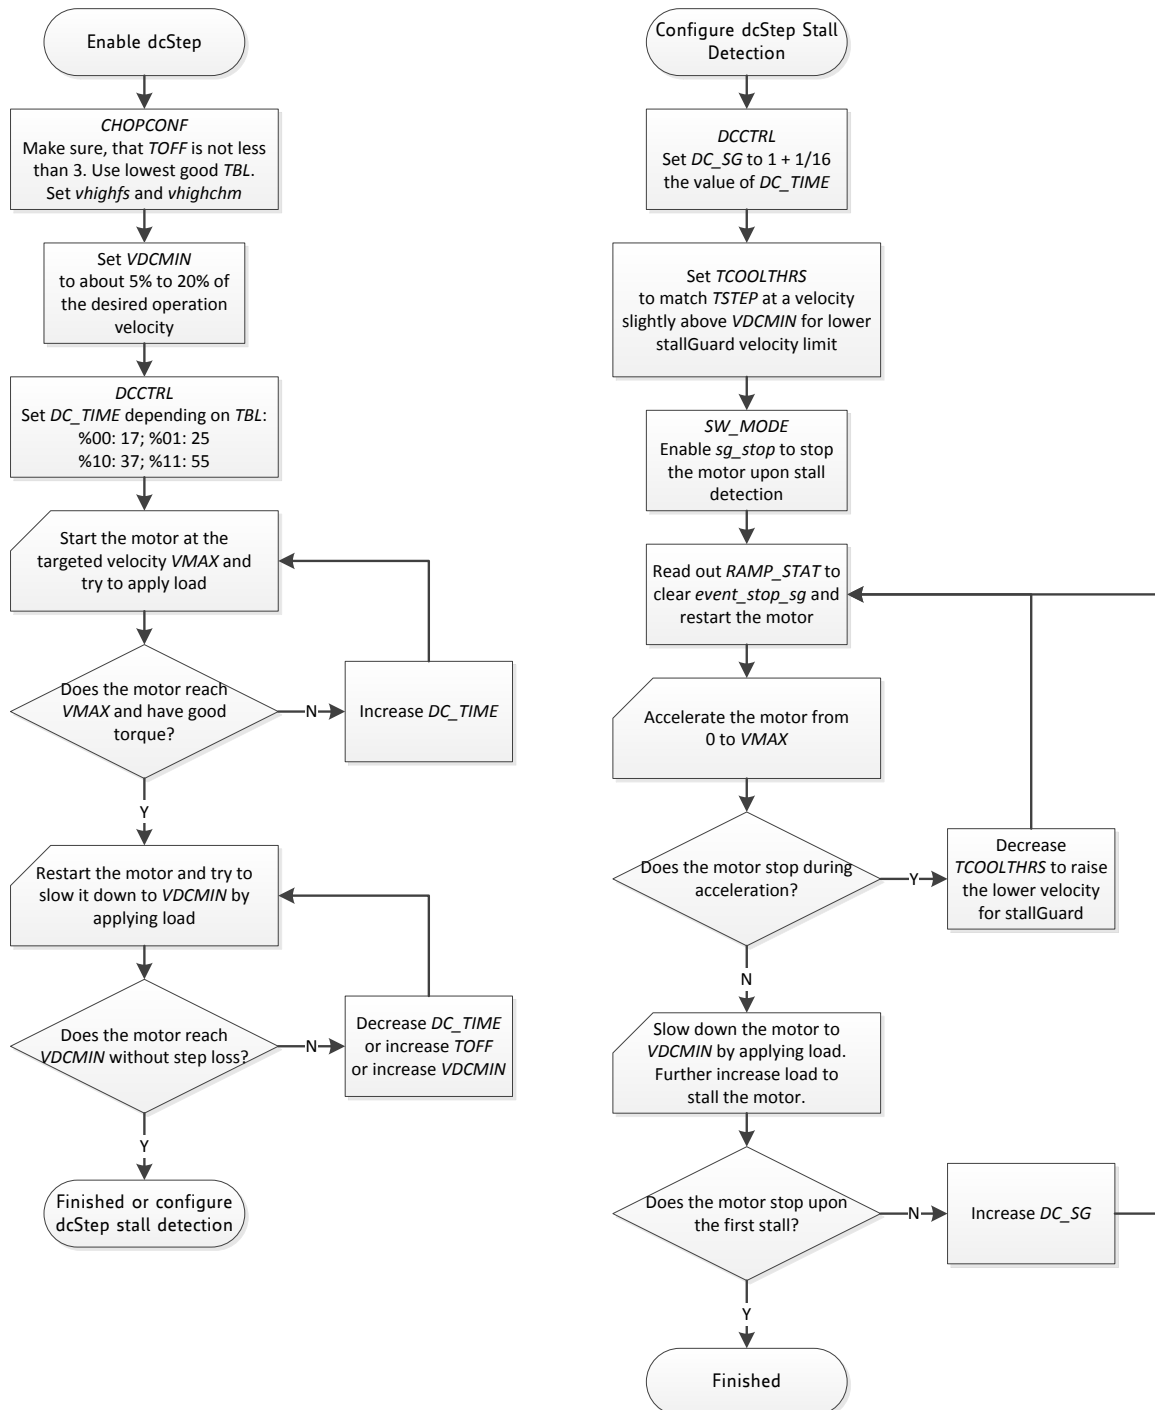 Enable dcStep
CHOPCONF
Make sure, that TOFF is not less
than 3. Use lowest good TBL.
Set vhighfs and vhighchm
Set VDCMIN
to about 5% to 20% of
the desired operation
velocity
DCCTRL
Set DC_TIME depending on TBL:
%00: 17; %01: 25
%10: 37; %11: 55
Start the motor at the
targeted velocity VMAX and
try to apply load
Does the motor reach
VMAX and have good
torque?
N
Increase DC_TIME
Y
Restart the motor and try to
slow it down to VDCMIN by
applying load
Does the motor reach
VDCMIN without step loss?
N
Decrease DC_TIME
or increase TOFF
or increase VDCMIN
Y
Finished or configure
dcStep stall detection
Configure dcStep Stall
Detection
DCCTRL
Set DC_SG to 1 + 1/16
the value of DC_TIME
Set TCOOLTHRS
to match TSTEP at a velocity
slightly above VDCMIN for lower
stallGuard velocity limit
SW_MODE
Enable sg_stop to stop
the motor upon stall
detection
Read out RAMP_STAT to
clear event_stop_sg and
restart the motor
Accelerate the motor from
0 to VMAX
Does the motor stop during
acceleration?
Y
Decrease
TCOOLTHRS to raise
the lower velocity
for stallGuard
N
Slow down the motor to
VDCMIN by applying load.
Further increase load to
stall the motor.
Does the motor stop upon
the first stall?
N
Increase DC_SG
Y
Finished